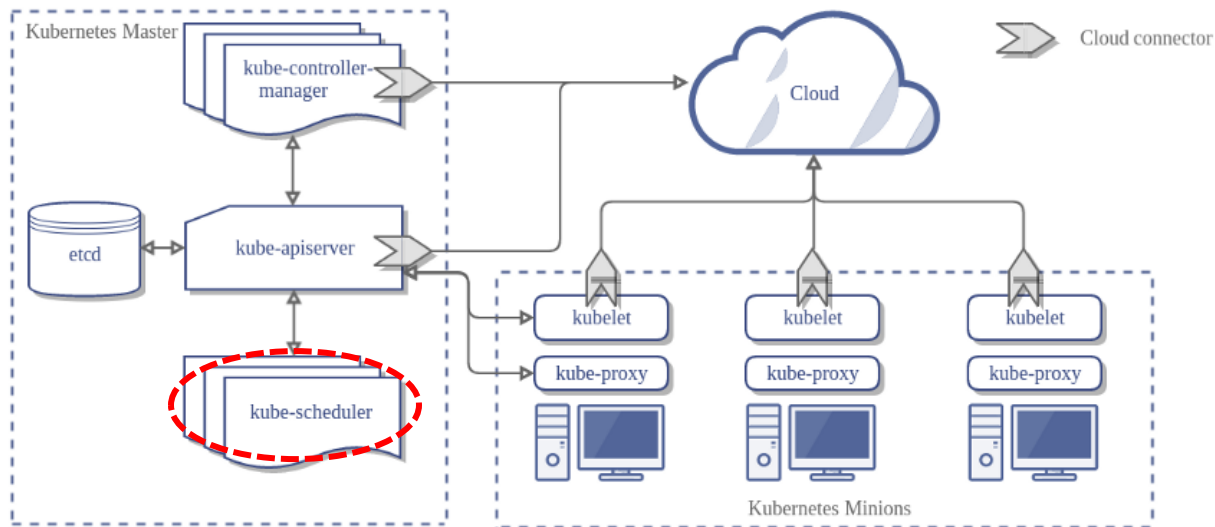 Kubernetes Master
kube-controller-
manager
Cloud
Cloud connector
etcd
kube-apiserver
kubelet
kubelet
kubelet
kube-proxy
kube-proxy
kube-proxy
kube-scheduler
Kubernetes Minions